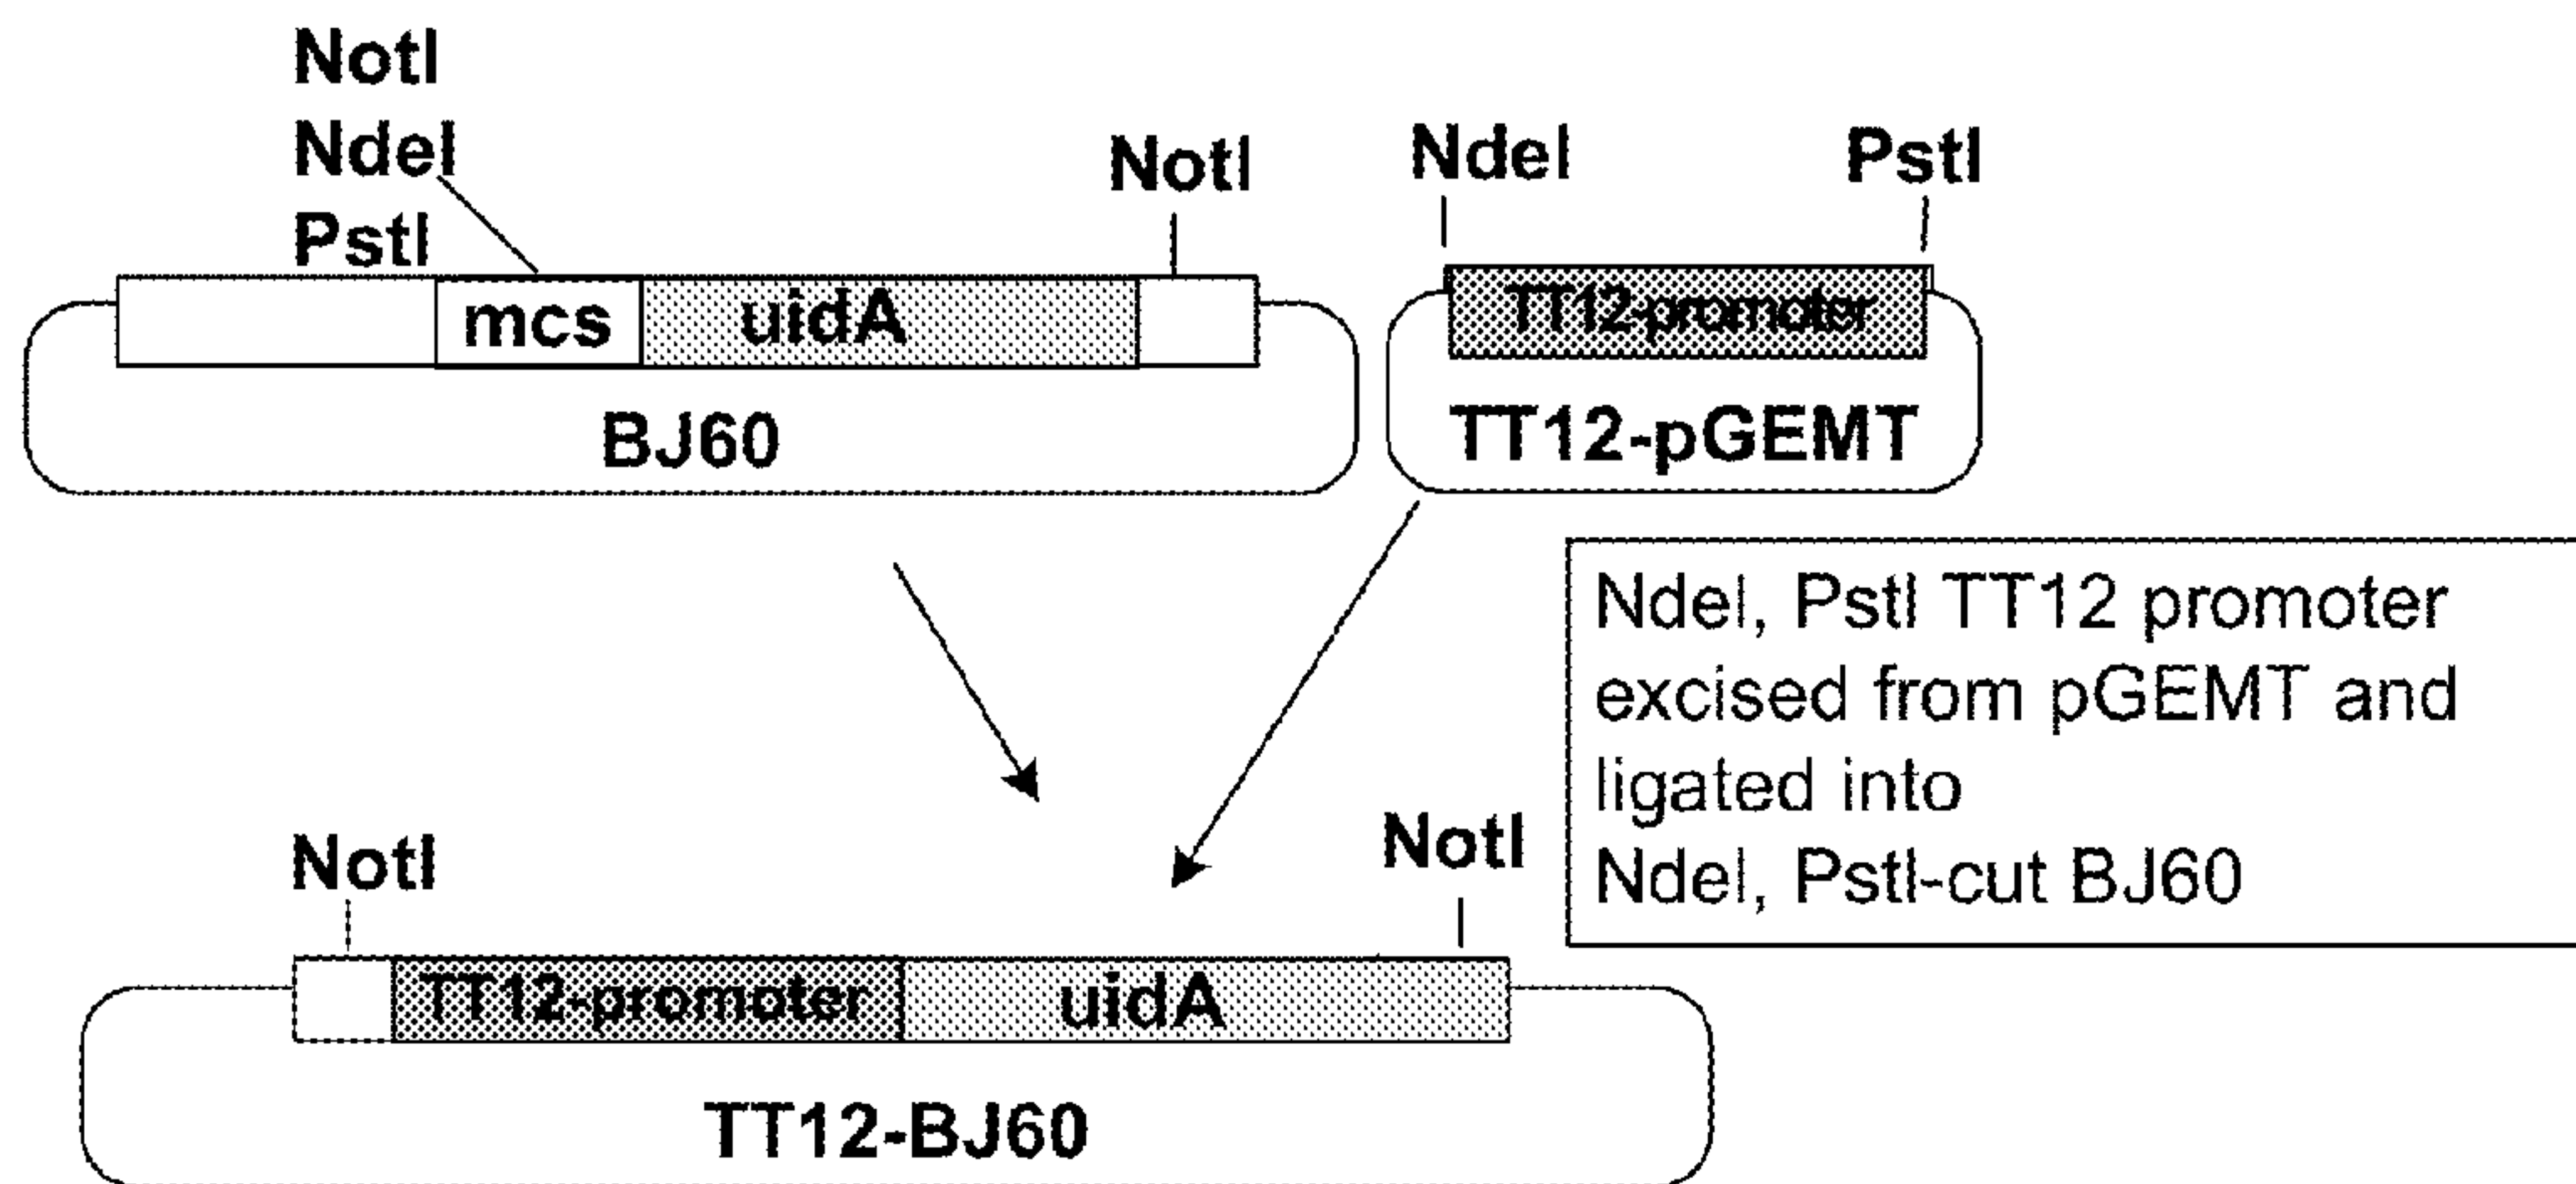 NotI
NdeI
PstI
NotI
NdeI
PstI
mcs
uidA
TT12-promoter
BJ60
TT12-pGEMT
NdeI, PstI TT12 promoter
excised from pGEMT and
ligated into
NdeI, PstI-cut BJ60
NotI
NotI
TT12-promoter
uidA
TT12-BJ60